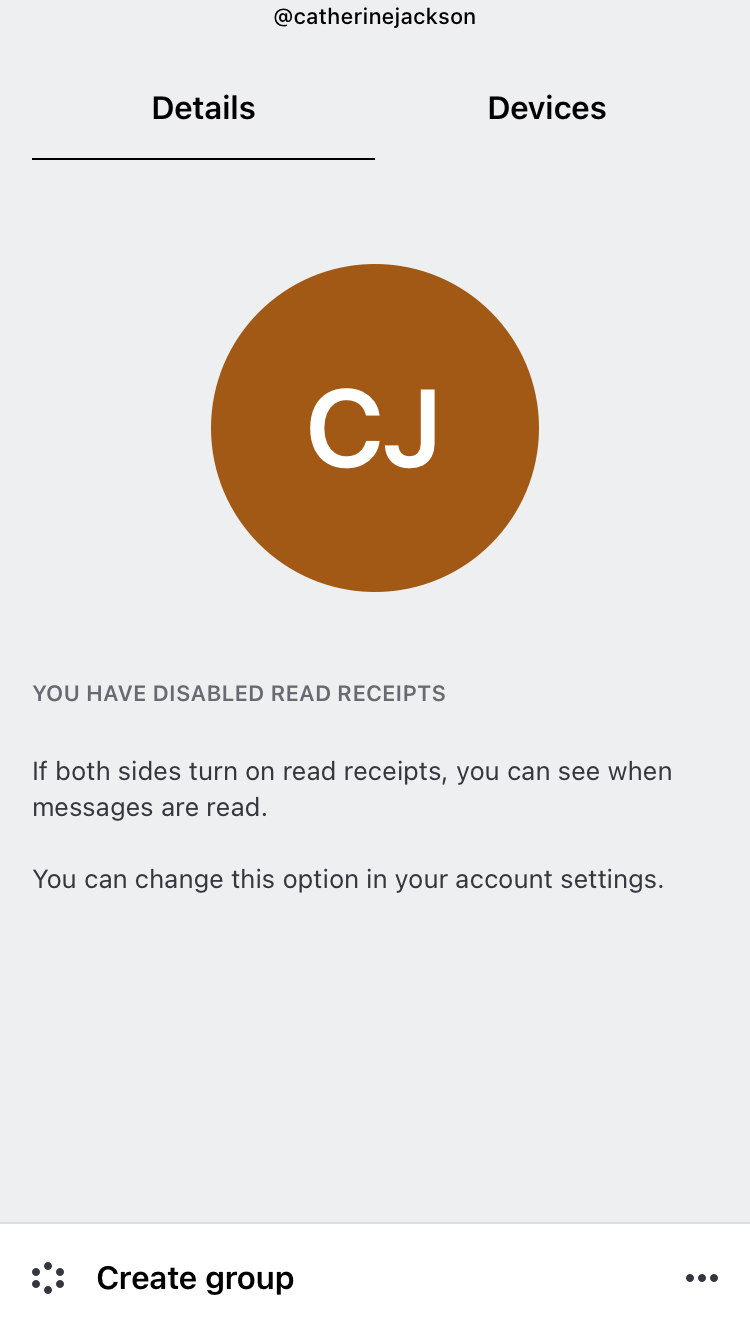 @catherinejackson
Details Devices
CJ
YOU HAVE DISABLED READ RECEIPTS
If both sides turn on read receipts, you can see when
messages are read.
You can change this option in your account settings.
Create group